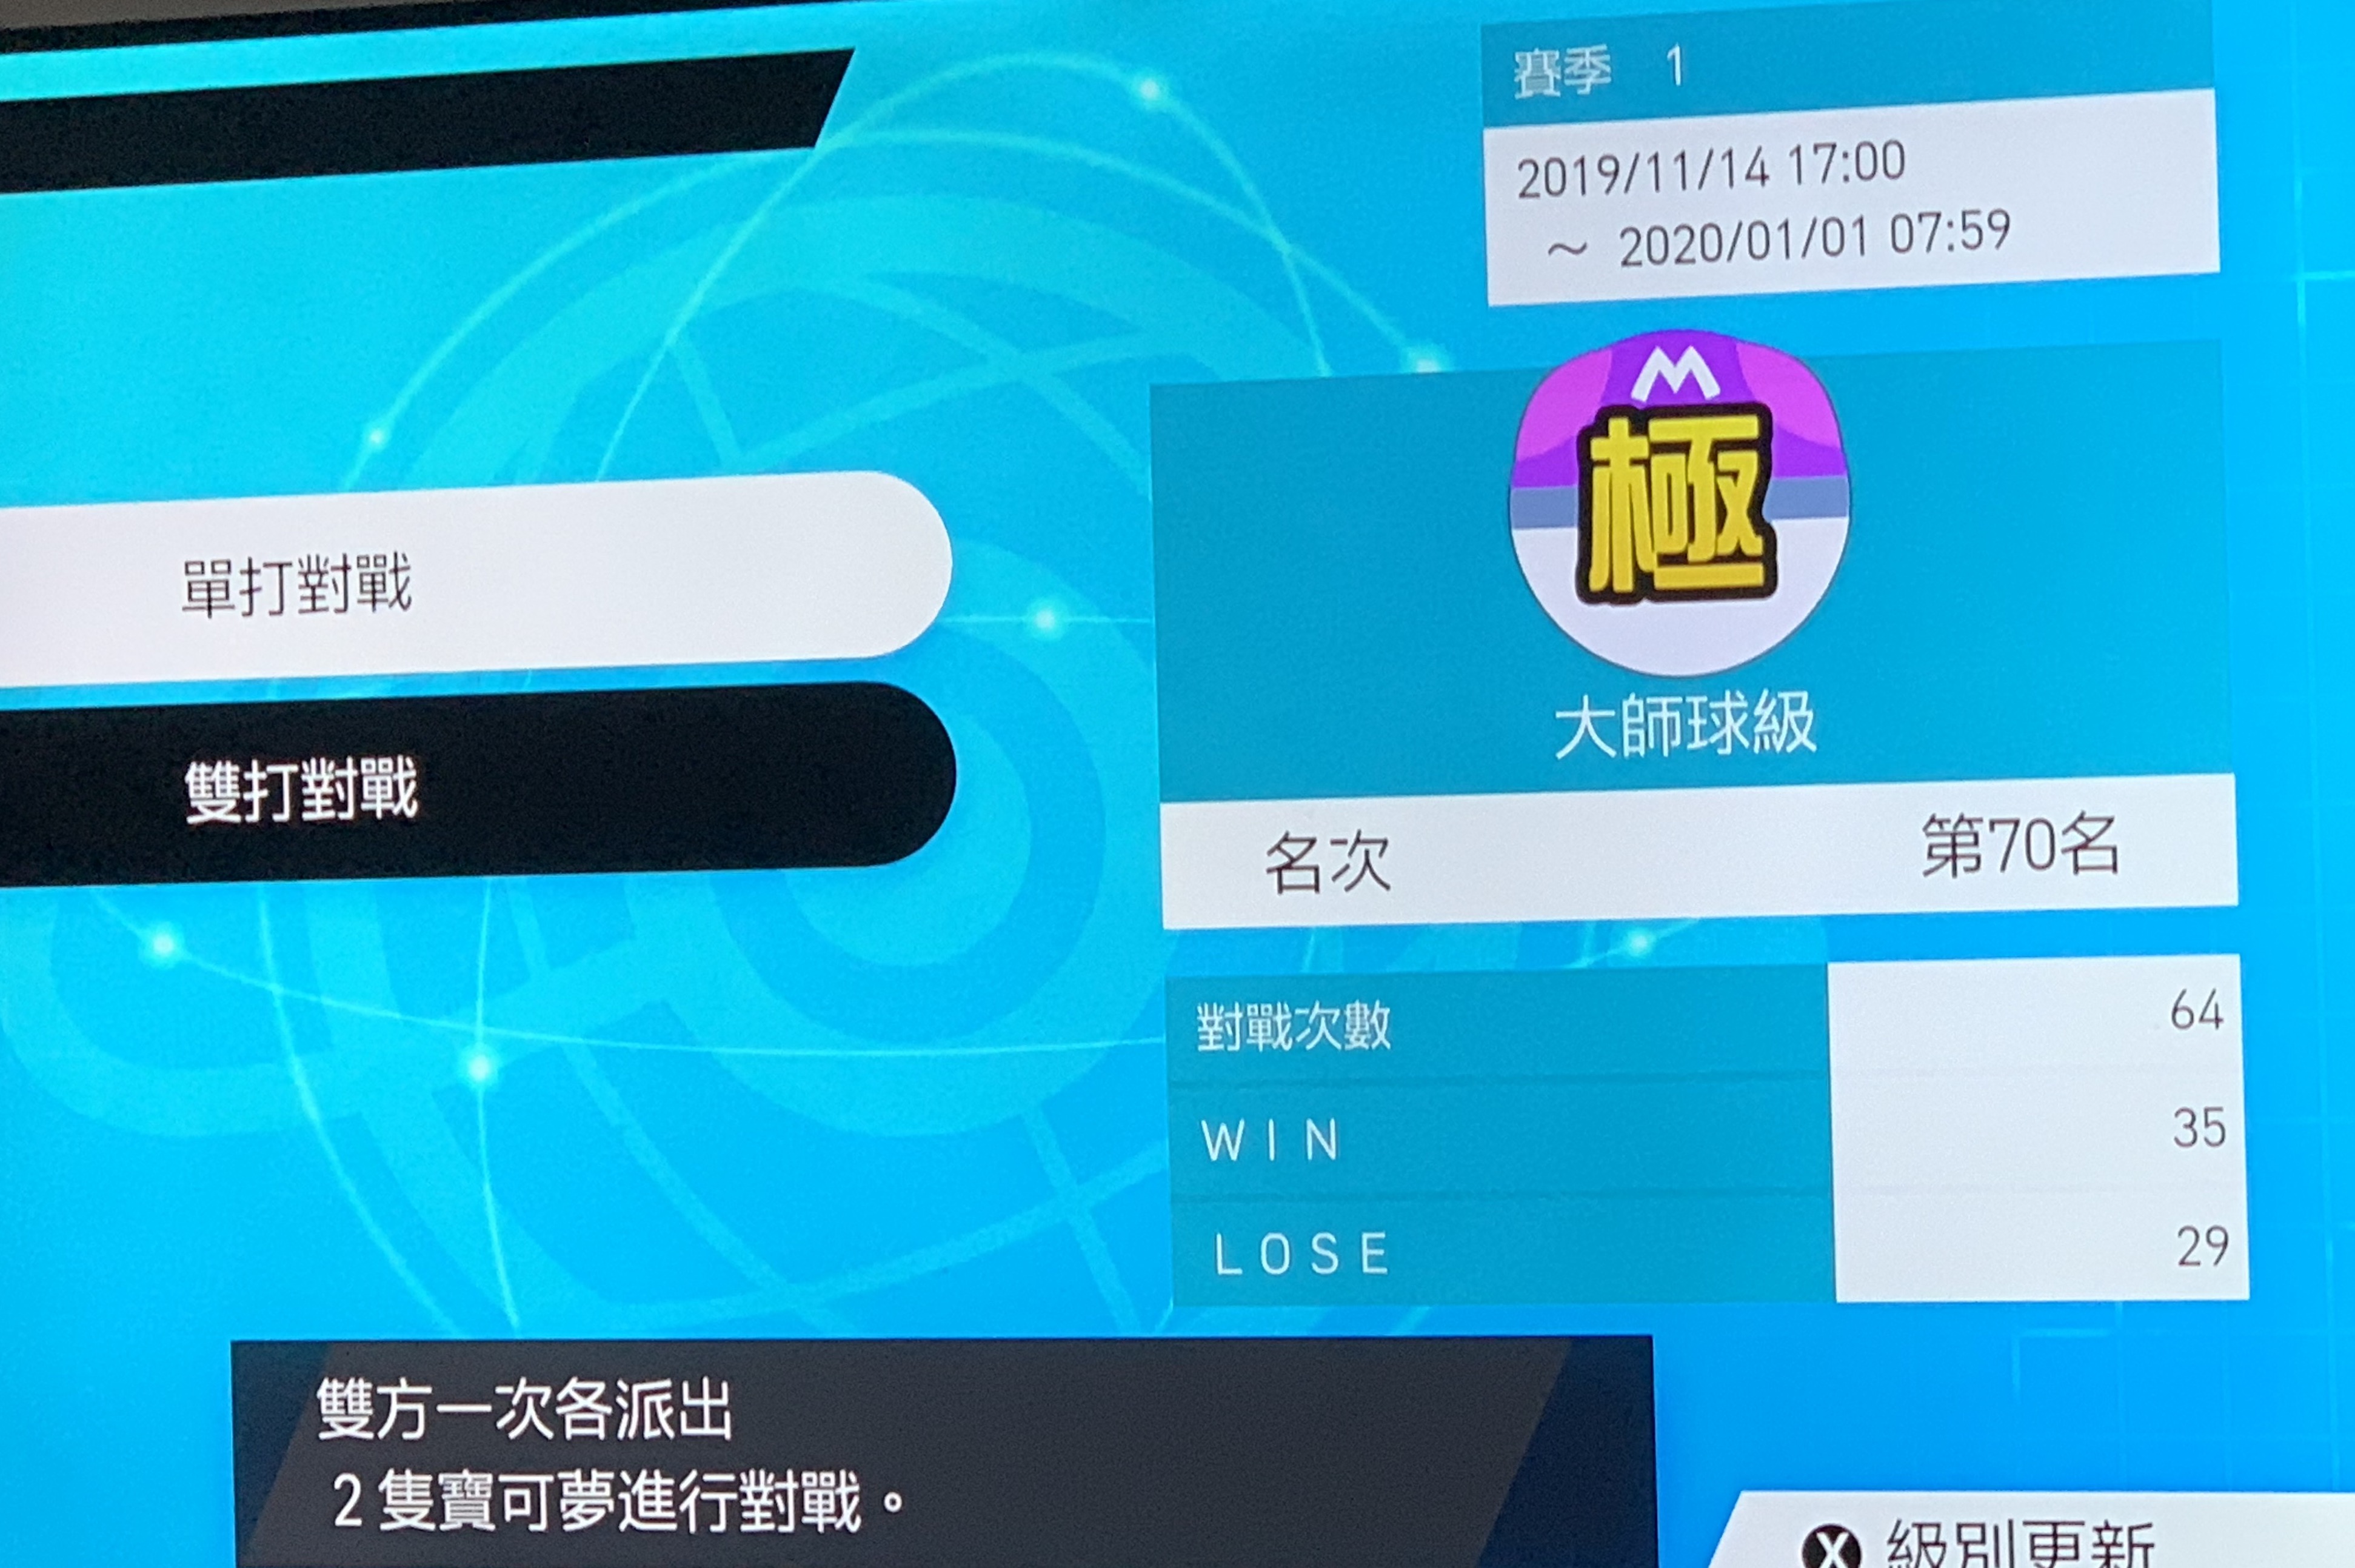 賽季 1
2019/11/14 17:00
～ 2020/01/01 07:59
M
極
大師球級
單打對戰
雙打對戰
名次 第70名
對戰次數 64
WIN 35
LOSE 29
雙方一次各派出
2隻寶可夢進行對戰。
X 級別更新